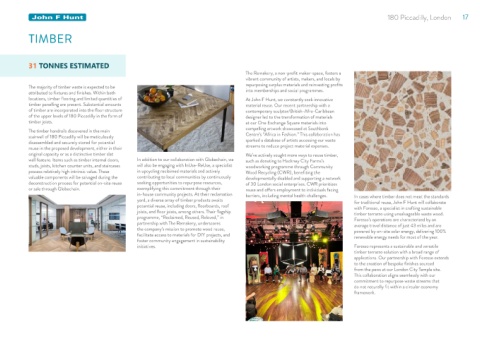 John F Hunt
180 Piccadilly, London 17
TIMBER
31 TONNES ESTIMATED
The majority of timber waste is expected to be
attributed to fixtures and finishes. Within both
locations, timber flooring and limited quantities of
timber panelling are present. Substantial amounts
of timber are incorporated into the floor structure
of the upper levels of 180 Piccadilly in the form of
timber joists.
The timber handrails discovered in the main
stairwell of 180 Piccadilly will be meticulously
disassembled and securely stored for potential
reuse in the proposed development, either in their
original capacity or as a distinctive timber slat
wall feature. Items such as timber internal doors,
studs, joists, kitchen counter units, and staircases
possess relatively high intrinsic value. These
valuable components will be salvaged during the
deconstruction process for potential on-site reuse
or sale through Globechain.
In addition to our collaboration with Globechain, we
will also be engaging with
in upcycling reclaimed materials and actively
contributing to local communities by continuously
seeking opportunities to repurpose resources,
exemplifying this commitment through their
in-house community projects. At their reclamation
yard, a diverse array of timber products awaits
potential reuse, including doors, floorboards, roof
joists, and floor joists, among others. Their flagship
programme, "Reclaimed, Reused, Reloved," in
partnership with The Remakery, underscores
the company's mission to promote wood reuse,
facilitate access to materials for DIY projects, and
foster community engagement in sustainability
initiatives.
The Remakery, a non-profit maker space, fosters a
vibrant community of artists, makers, and locals by
repurposing surplus materials and reinvesting profits
into memberships and social programmes.
As John F Hunt, we constantly seek innovative
material reuse. Our recent partnership with a
contemporary sculptor/British-Afro-Caribbean
designer led to the transformation of materials
at our One Exchange Square materials into
compelling artwork showcased at Southbank
Centre's "Africa in Fashion." This collaboration has
sparked a database of artists accessing our waste
streams to reduce project material expenses.
We're actively sought more ways to reuse timber,
such as donating to Hackney City Farm's
woodworking programme through Community
Wood Recycling (CWR), benefiting the
developmentally disabled and supporting a network
of 30 London social enterprises. CWR prioritises
reuse and offers employment to individuals facing
barriers, including mental health challenges.
In cases where timber does not meet the standards
for traditional reuse, John F Hunt will collaborate
with Foresso, a specialist in crafting sustainable
timber terrazzo using unsalvageable waste wood.
Foresso's operations are characterised by an
average travel distance of just 43 miles and are
powered by on-site solar energy, delivering 100%
renewable energy needs for most of the year.
Foresso represents a sustainable and versatile
timber terrazzo solution with a broad range of
applications. Our partnership with Foresso extends
to the creation of bespoke finishes sourced
from the pews at our London City Temple site.
This collaboration aligns seamlessly with our
commitment to repurpose waste streams that
do not naturally fit within a circular economy
framework.